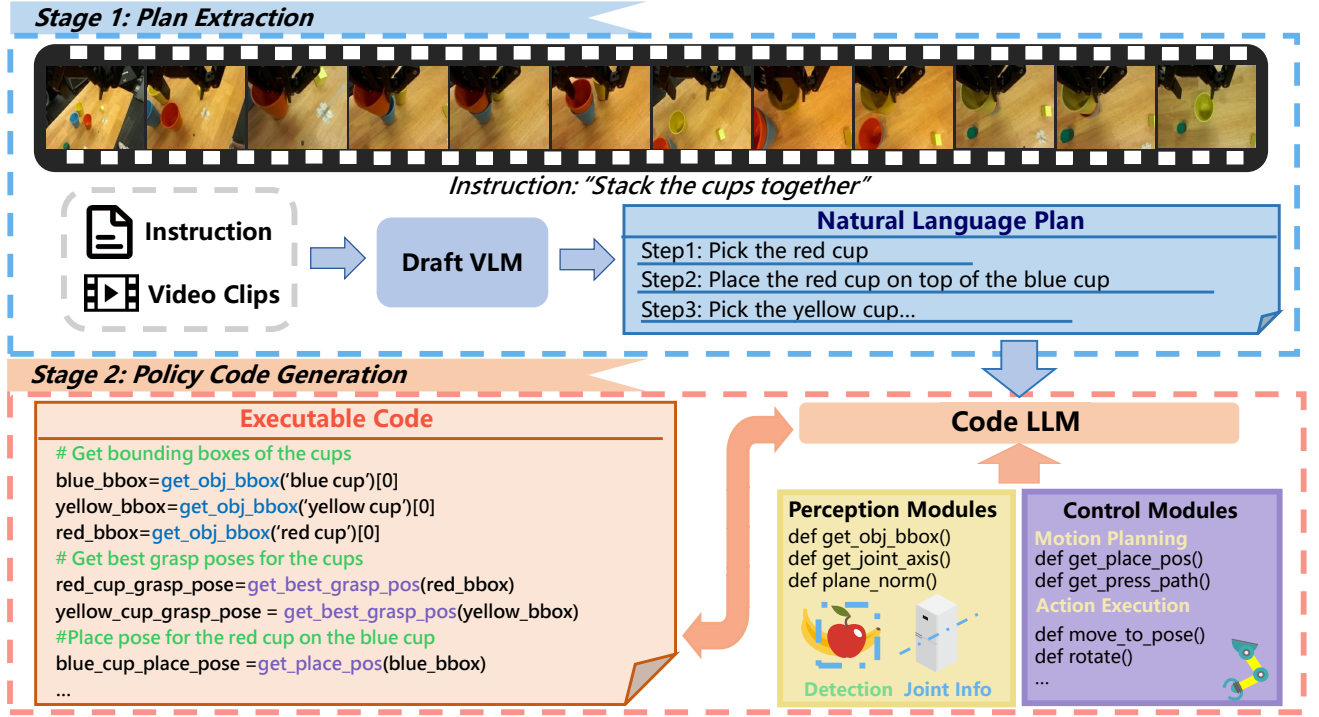 Stage 1: Plan Extraction
Instruction: “Stack the cups together”
Instruction
Video Clips
Draft VLM
Natural Language Plan
Step1: Pick the red cup
Step2: Place the red cup on top of the blue cup
Step3: Pick the yellow cup...
Stage 2: Policy Code Generation
Executable Code
# Get bounding boxes of the cups
blue_bbox=get_obj_bbox(‘blue cup’)[0]
yellow_bbox=get_obj_bbox(‘yellow cup’)[0]
red_bbox=get_obj_bbox(‘red cup’)[0]
# Get best grasp poses for the cups
red_cup_grasp_pose=get_best_grasp_pos(red_bbox)
yellow_cup_grasp_pose = get_best_grasp_pos(yellow_bbox)
#Place pose for the red cup on the blue cup
blue_cup_place_pose =get_place_pos(blue_bbox)
...
Code LLM
Perception Modules
def get_obj_bbox()
def get_joint_axis()
def plane_norm()
Detection
Joint Info
Control Modules
Motion Planning
def get_place_pos()
def get_press_path()
Action Execution
def move_to_pose()
def rotate()
...